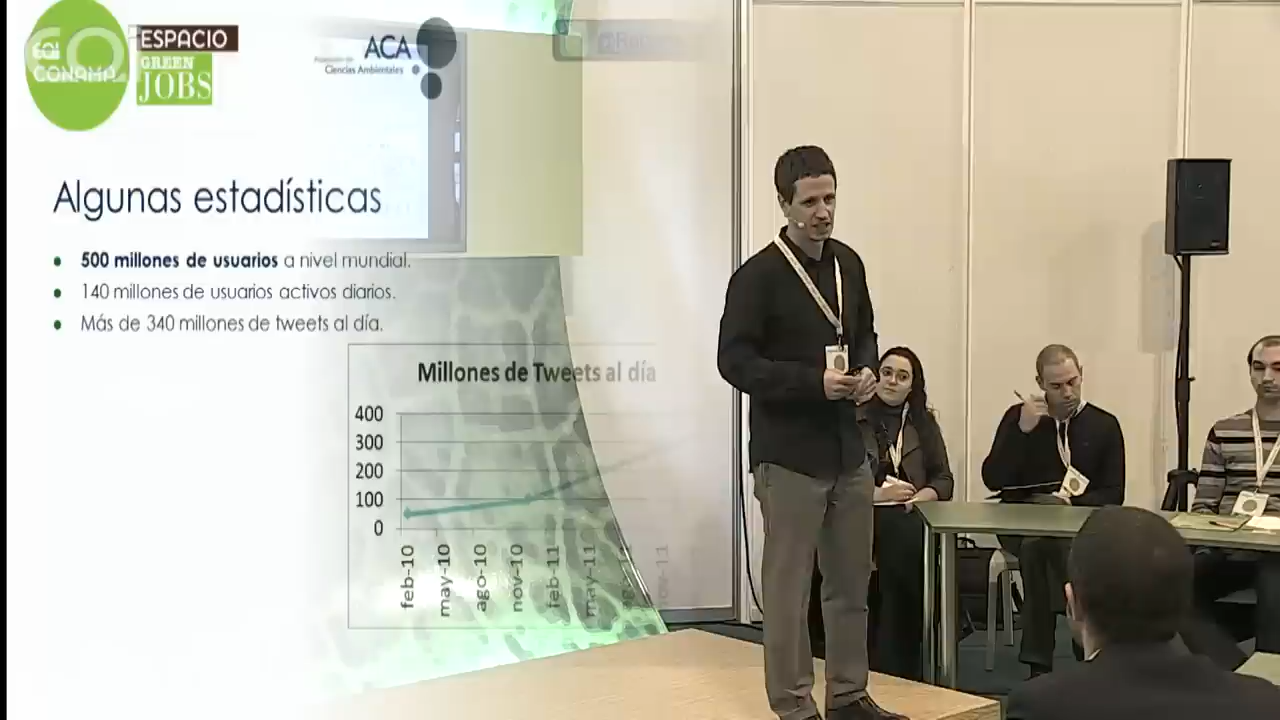 eoi
CONAMA
ESPACIO
GREEN
JOBS
ACA
Ciencias Ambientales
Algunas estadísticas
• 500 millones de usuarios a nivel mundial.
• 140 millones de usuarios activos diarios.
• Más de 340 millones de tweets al día.
Millones de Tweets al día
400
300
200
100
0
feb-10
may-10
ago-10
nov-10
feb-11
may-11